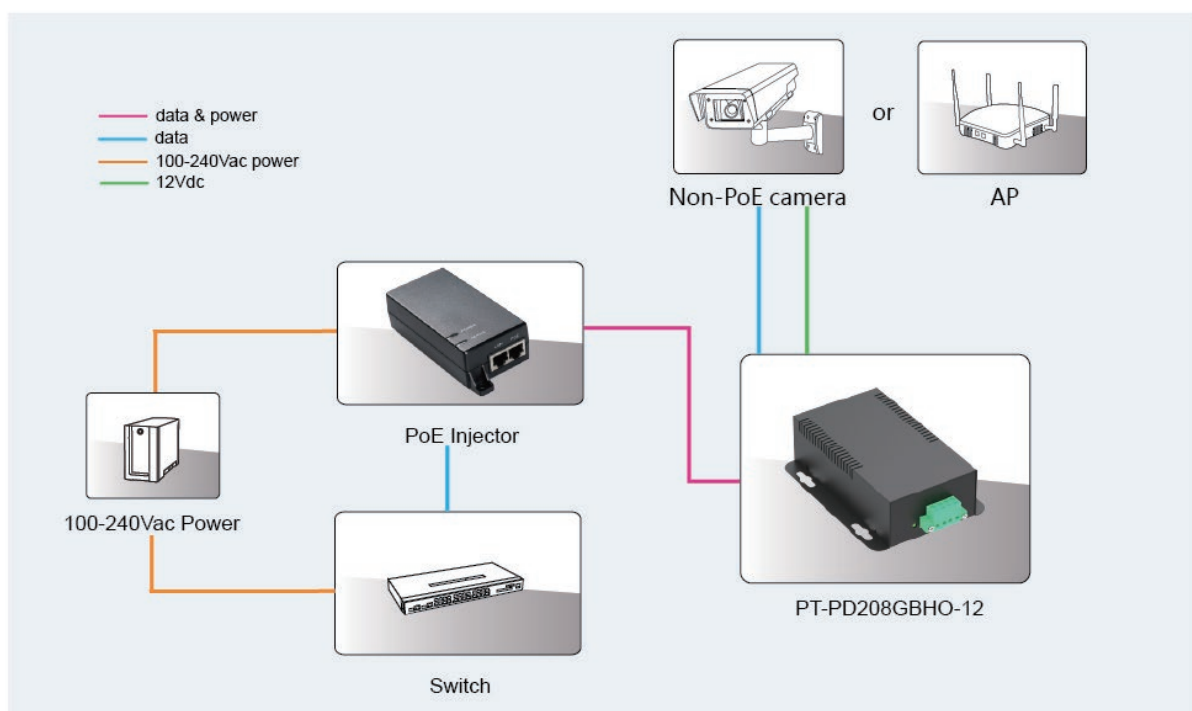 data & power
data
100-240Vac power
12Vdc
or
Non-PoE camera
AP
PoE Injector
100-240Vac Power
PT-PD208GBHO-12
Switch